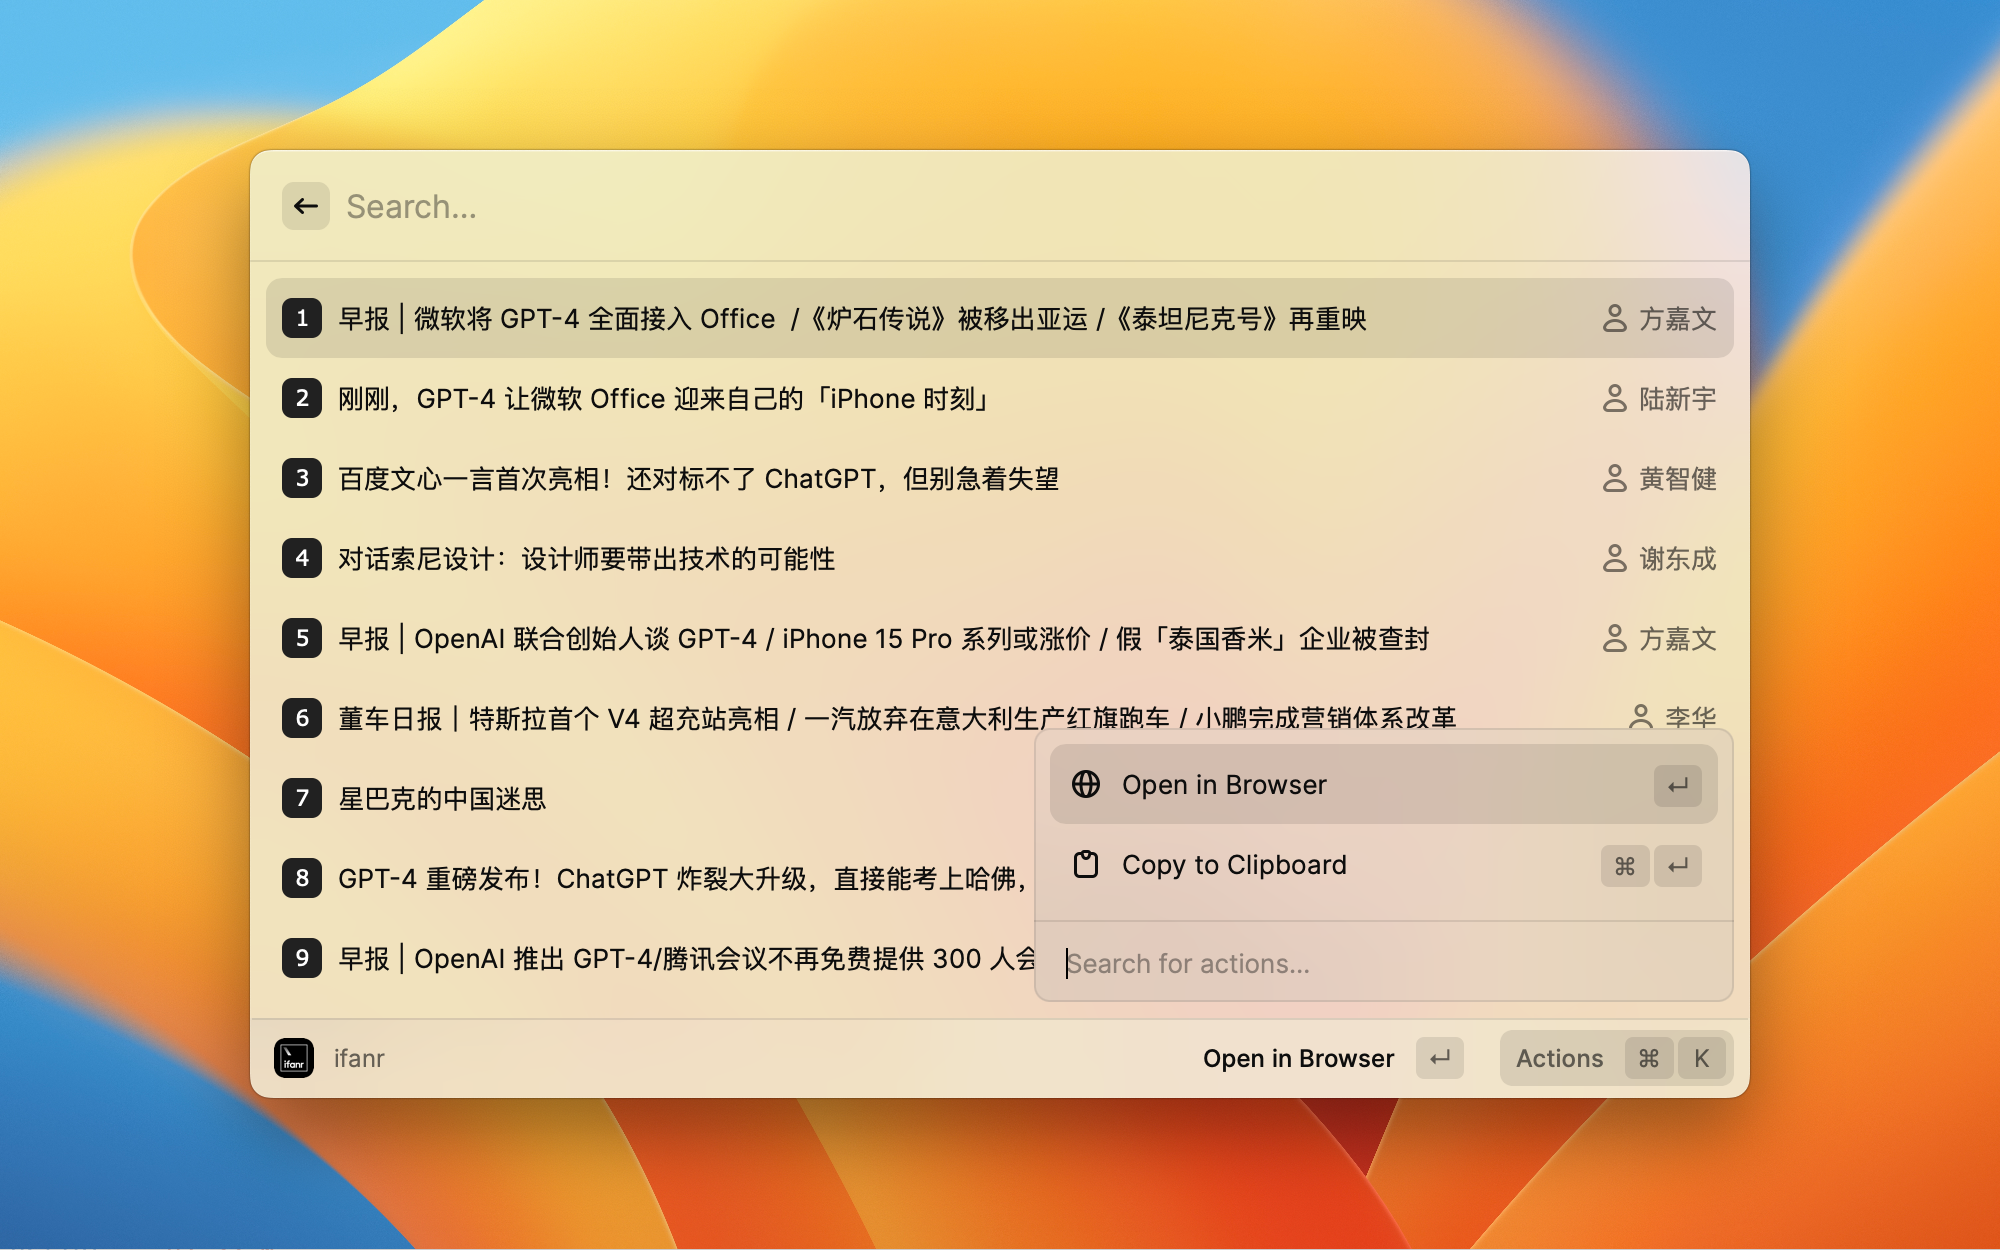 Search...
1 早报 | 微软将 GPT-4 全面接入 Office /《炉石传说》被移出亚运 /《泰坦尼克号》再重映 方嘉文
2 刚刚，GPT-4 让微软 Office 迎来自己的「iPhone 时刻」 陆新宇
3 百度文心一言首次亮相！还对标不了 ChatGPT，但别急着失望 黄智健
4 对话索尼设计：设计师要带出技术的可能性 谢东成
5 早报 | OpenAI 联合创始人谈 GPT-4 / iPhone 15 Pro 系列或涨价 / 假「泰国香米」企业被查封 方嘉文
6 董车日报｜特斯拉首个 V4 超充站亮相 / 一汽放弃在意大利生产红旗跑车 / 小鹏完成营销体系改革 李华
7 星巴克的中国迷思
8 GPT-4 重磅发布！ChatGPT 炸裂大升级，直接能考上哈佛，
9 早报 | OpenAI 推出 GPT-4/腾讯会议不再免费提供 300 人会
Open in Browser ↵
Copy to Clipboard ⌘ ↵
Search for actions...
ifanr ifanr Open in Browser ↵ Actions ⌘ K